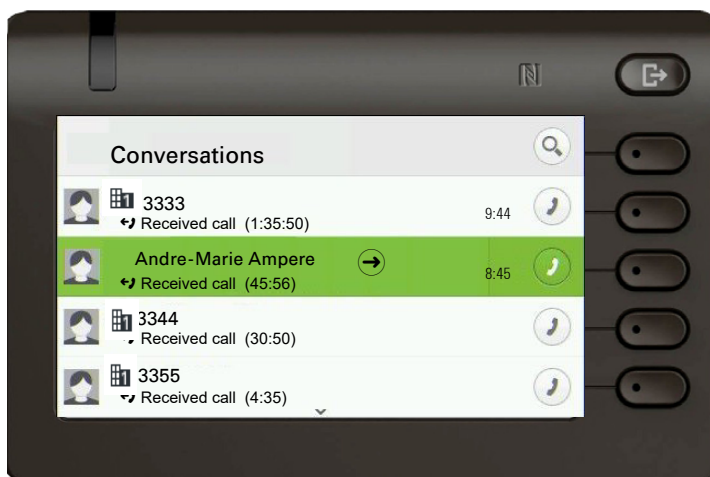 Conversations
3333
Received call (1:35:50)
9:44
Andre-Marie Ampere
Received call (45:56)
8:45
3344
Received call (30:50)
3355
Received call (4:35)